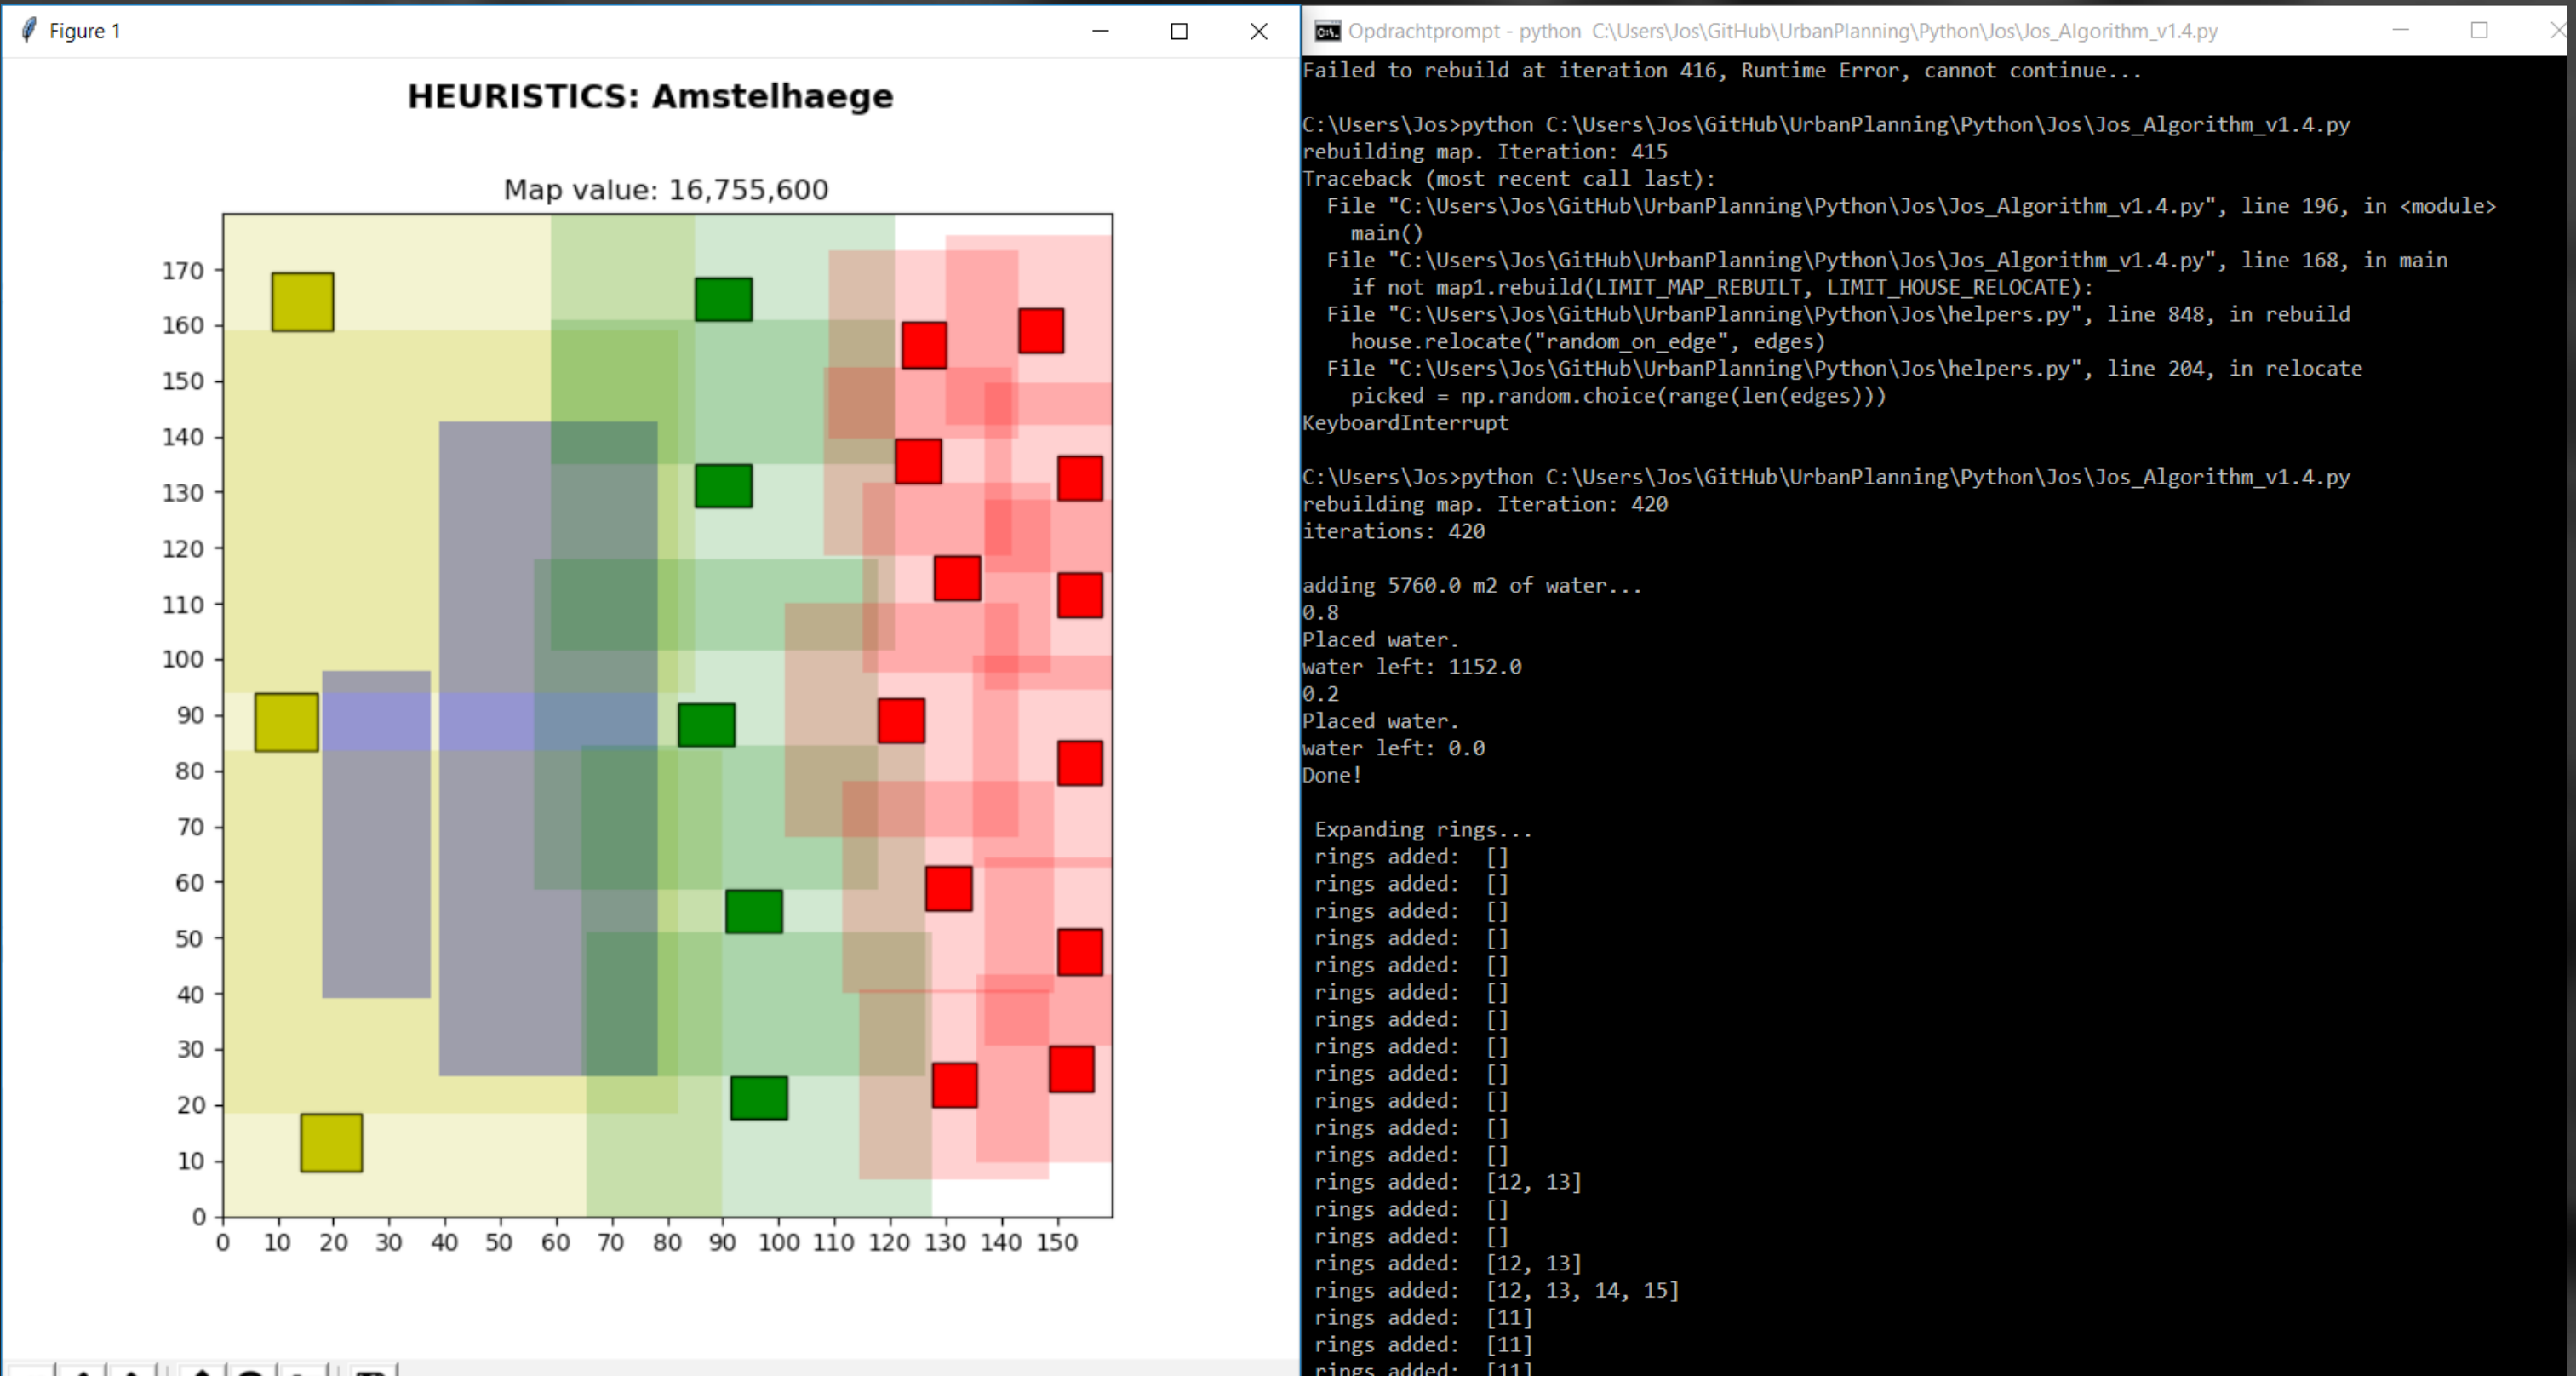 Figure 1
HEURISTICS: Amstelhaege
Map value: 16,755,600
170
160
150
140
130
120
110
100
90
80
70
60
50
40
30
20
10
0
0 10 20 30 40 50 60 70 80 90 100 110 120 130 140 150
Opdrachtprompt - python C:\Users\Jos\GitHub\UrbanPlanning\Python\Jos\Jos_Algorithm_v1.4.py
Failed to rebuild at iteration 416, Runtime Error, cannot continue...
C:\Users\Jos>python C:\Users\Jos\GitHub\UrbanPlanning\Python\Jos\Jos_Algorithm_v1.4.py
rebuilding map. Iteration: 415
Traceback (most recent call last):
File "C:\Users\Jos\GitHub\UrbanPlanning\Python\Jos\Jos_Algorithm_v1.4.py", line 196, in <module>
main()
File "C:\Users\Jos\GitHub\UrbanPlanning\Python\Jos\Jos_Algorithm_v1.4.py", line 168, in main
if not map1.rebuild(LIMIT_MAP_REBUILT, LIMIT_HOUSE_RELOCATE):
File "C:\Users\Jos\GitHub\UrbanPlanning\Python\Jos\helpers.py", line 848, in rebuild
house.relocate("random_on_edge", edges)
File "C:\Users\Jos\GitHub\UrbanPlanning\Python\Jos\helpers.py", line 204, in relocate
picked = np.random.choice(range(len(edges)))
KeyboardInterrupt
C:\Users\Jos>python C:\Users\Jos\GitHub\UrbanPlanning\Python\Jos\Jos_Algorithm_v1.4.py
rebuilding map. Iteration: 420
iterations: 420
adding 5760.0 m2 of water...
0.8
Placed water.
water left: 1152.0
0.2
Placed water.
water left: 0.0
Done!
Expanding rings...
rings added: []
rings added: []
rings added: []
rings added: []
rings added: []
rings added: []
rings added: []
rings added: []
rings added: []
rings added: []
rings added: []
rings added: []
rings added: [12, 13]
rings added: []
rings added: []
rings added: [12, 13]
rings added: [12, 13, 14, 15]
rings added: [11]
rings added: [11]
rings added: [11]